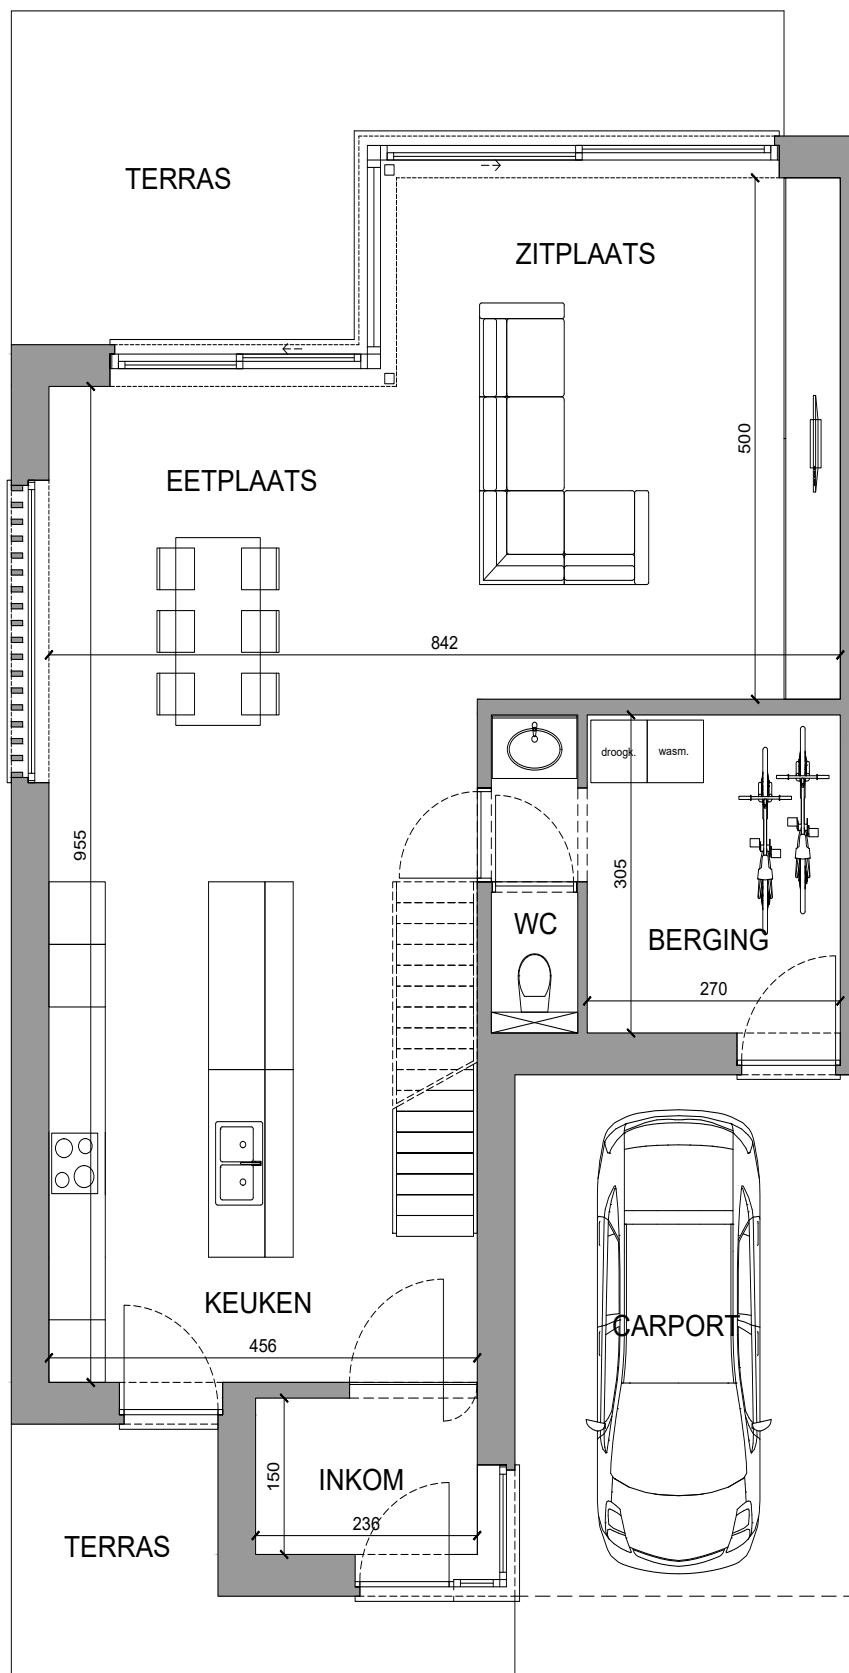 TERRAS
ZITPLAATS
500
EETPLAATS
842
955
droogk.
wasm.
305
WC
BERGING
270
KEUKEN
CARPORT
456
150
INKOM
236
TERRAS